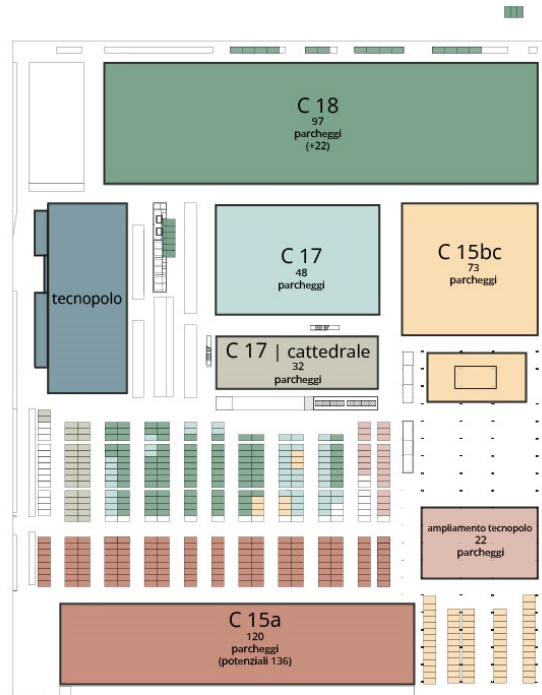 C 18
97
parcheggi
(+22)
tecnopolo
C 17
48
parcheggi
C 15bc
73
parcheggi
C 17 | cattedrale
32
parcheggi
ampliamento tecnopolo
22
parcheggi
C 15a
120
parcheggi
(potenziali 136)